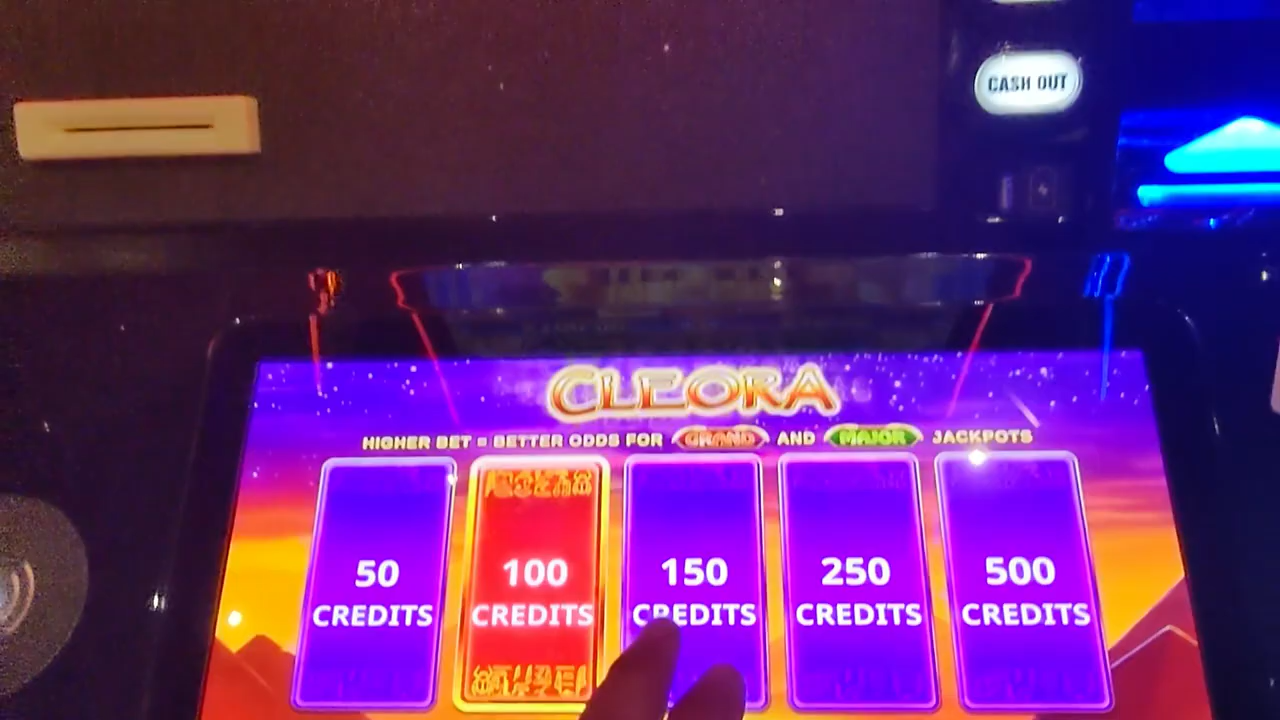 CASH OUT
CLEORA
HIGHER BET = BETTER ODDS FOR GRAND AND MAJOR JACKPOTS
50 CREDITS
100 CREDITS
150 CREDITS
250 CREDITS
500 CREDITS